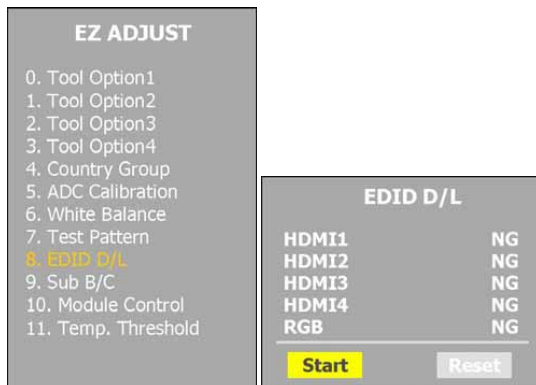 EZ ADJUST
0. Tool Option1
1. Tool Option2
2. Tool Option3
3. Tool Option4
4. Country Group
5. ADC Calibration
6. White Balance
7. Test Pattern
8. EDID D/L
9. Sub B/C
10. Module Control
11. Temp. Threshold
EDID D/L
HDMI1 NG
HDMI2 NG
HDMI3 NG
HDMI4 NG
RGB NG
Start Reset